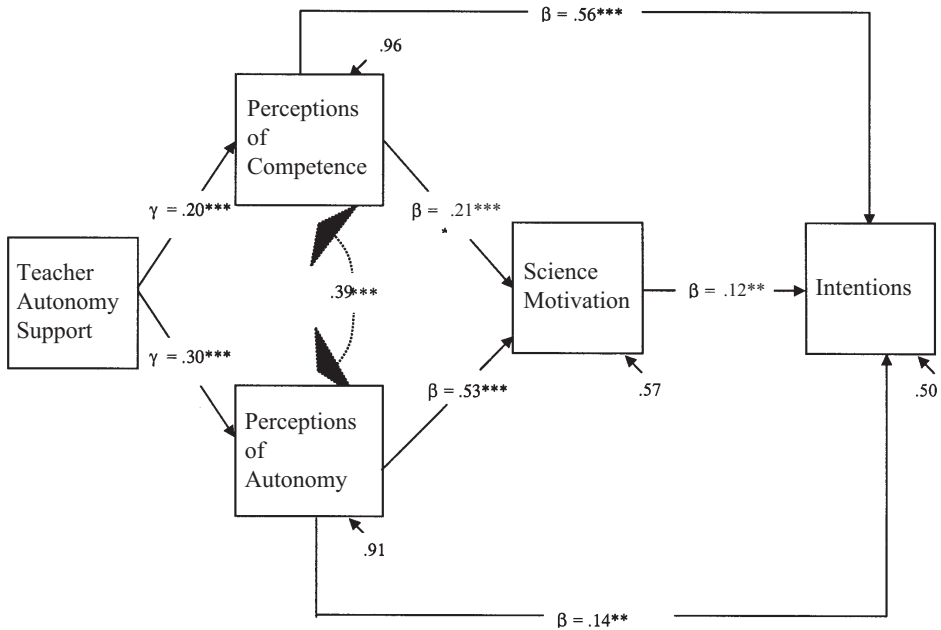 β = .56***
.96
Perceptions
of
Competence
γ = .20***
β = .21***
*
Teacher
Autonomy
Support
.39***
Science
Motivation
β = .12**
Intentions
γ = .30***
β = .53***
.57
.50
Perceptions
of
Autonomy
.91
β = .14**